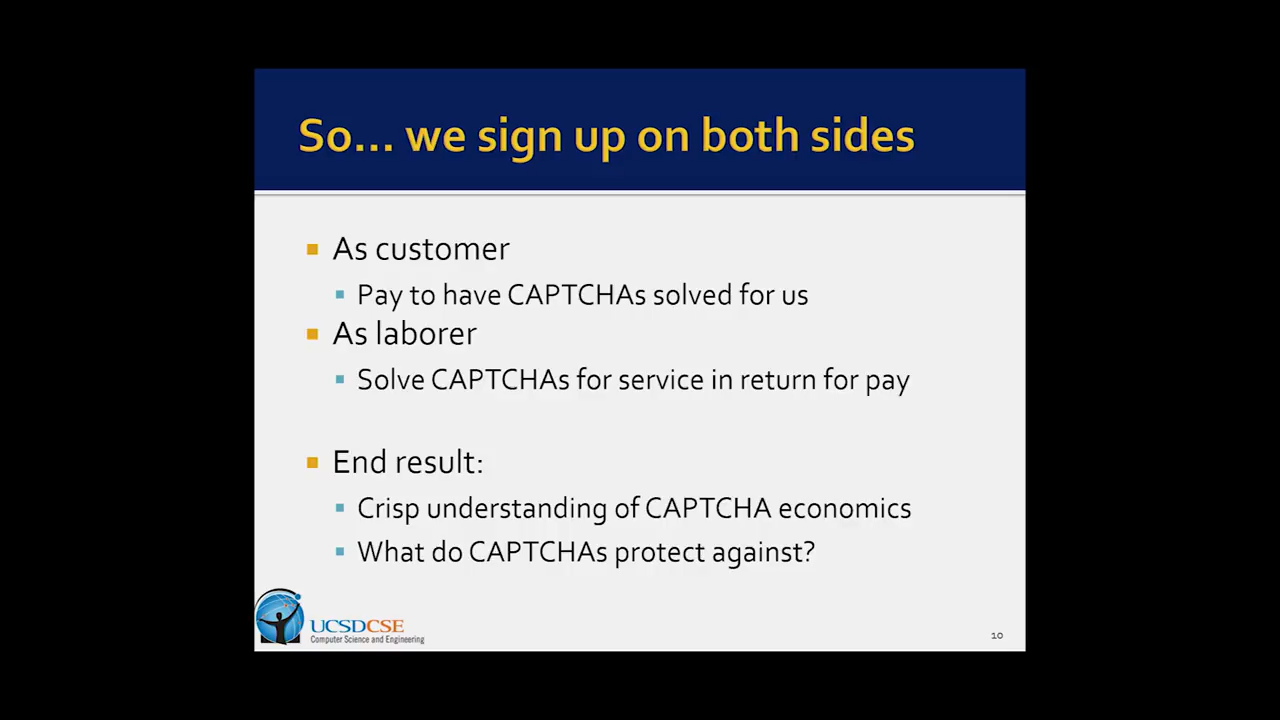 So... we sign up on both sides
As customer
Pay to have CAPTCHAs solved for us
As laborer
Solve CAPTCHAs for service in return for pay
End result:
Crisp understanding of CAPTCHA economics
What do CAPTCHAs protect against?
UCSDCSE
Computer Science and Engineering
10